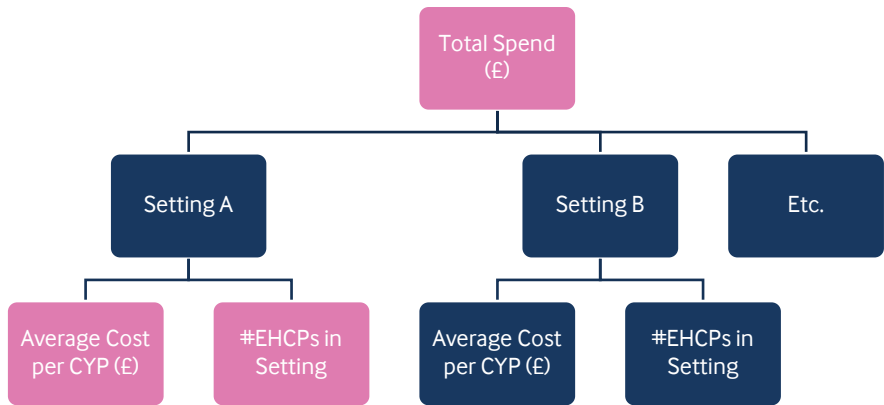 Total Spend
(£)
Setting A
Setting B
Etc.
Average Cost
per CYP (£)
#EHCPs in
Setting
Average Cost
per CYP (£)
#EHCPs in
Setting